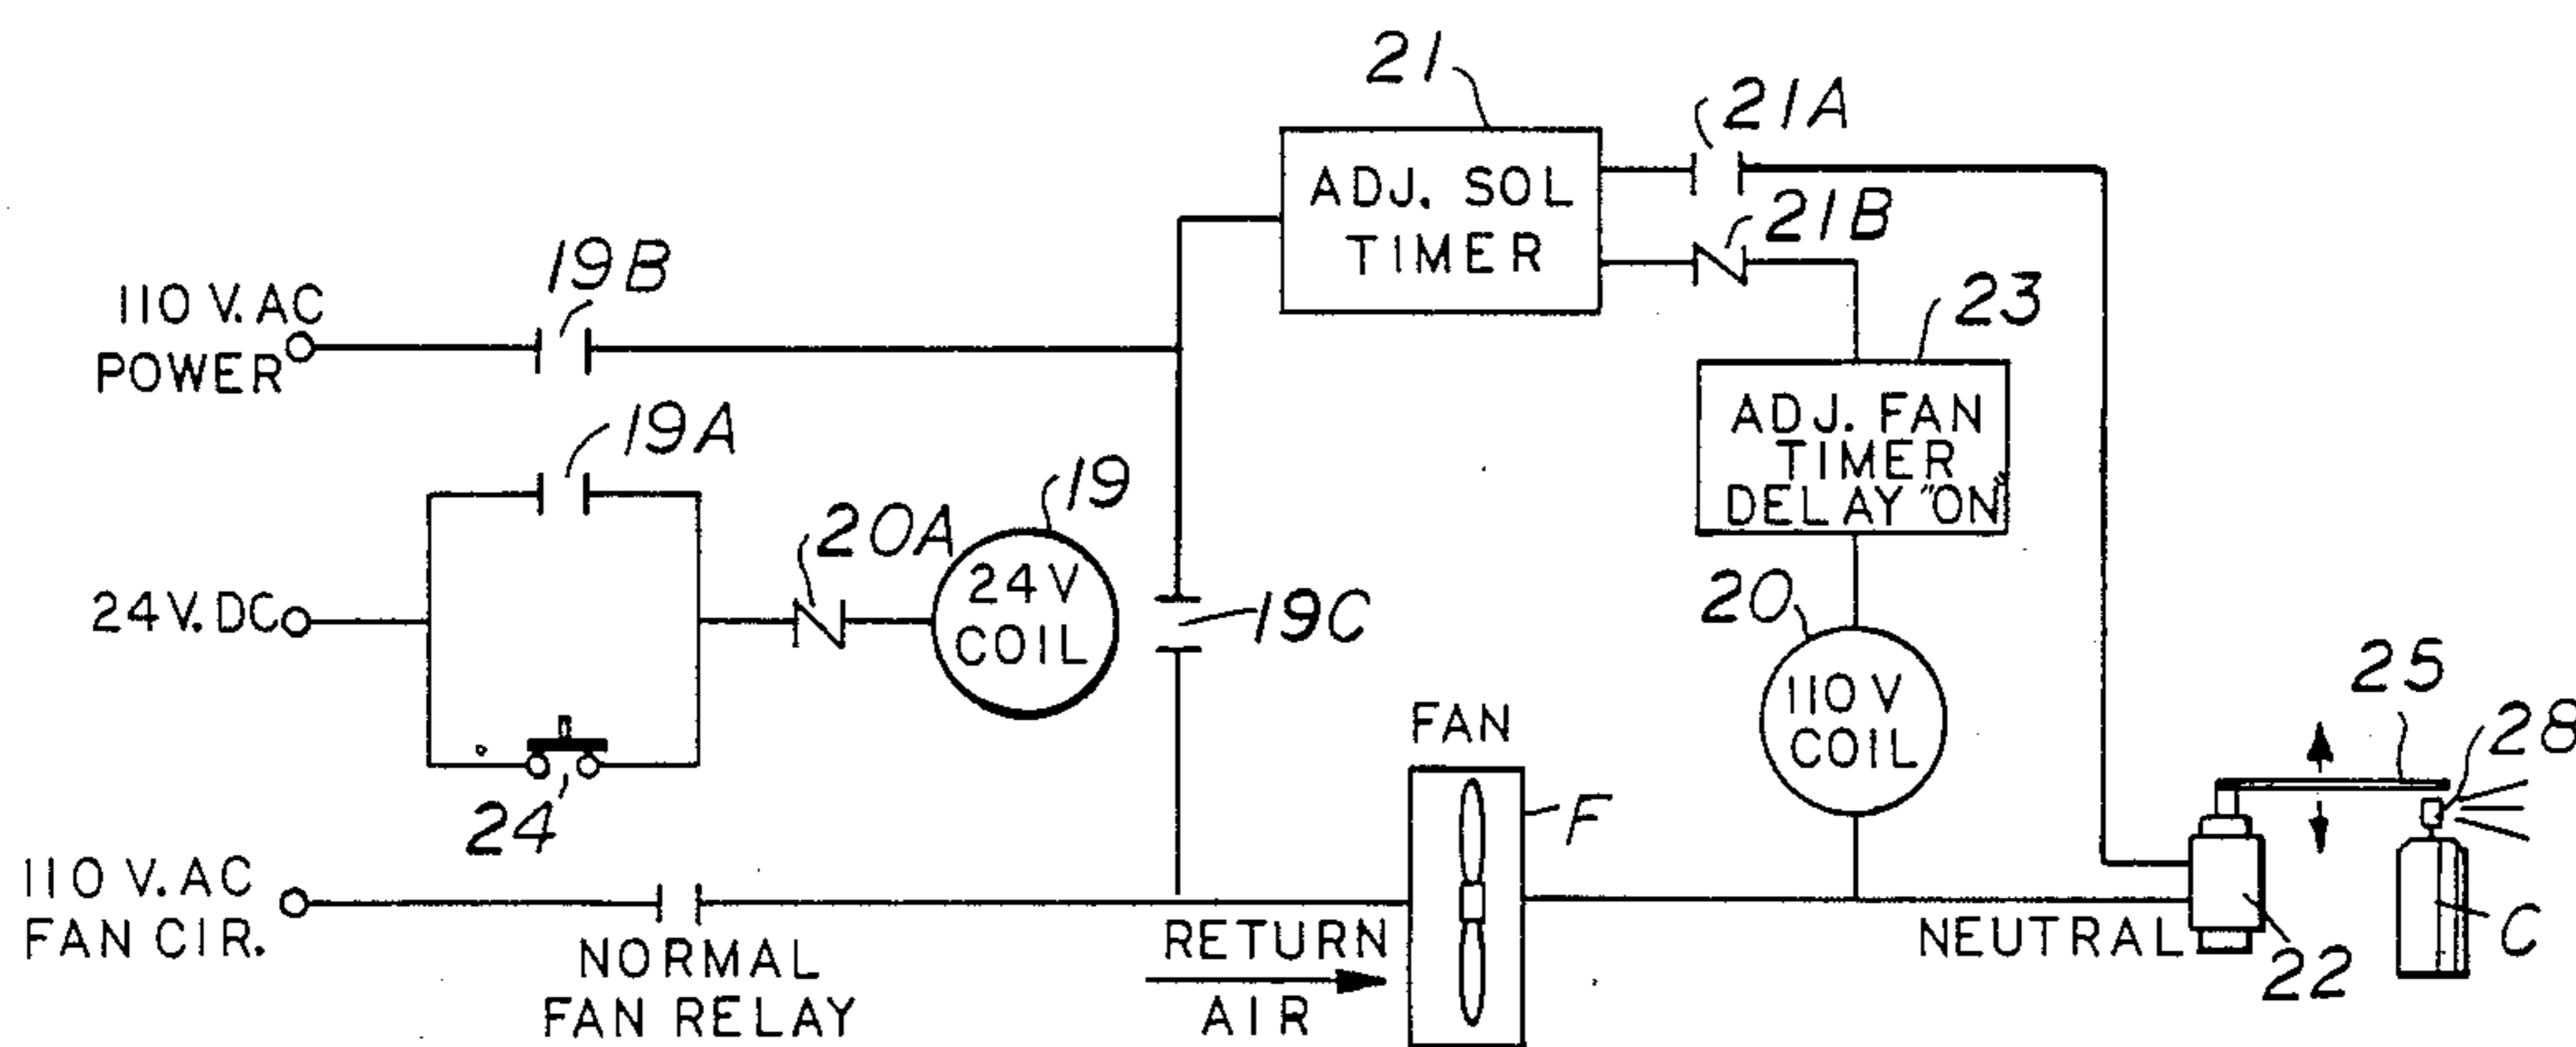 21
21A
ADJ. SOL
TIMER
21B
19B
110 V. AC
POWER
23
ADJ. FAN
TIMER
DELAY "ON"
19A
20A
19
24 V
COIL
24 V. DC
19C
20
110 V
COIL
25
28
24
FAN
F
110 V. AC
FAN CIR.
NORMAL
FAN RELAY
RETURN
AIR
NEUTRAL
22
C